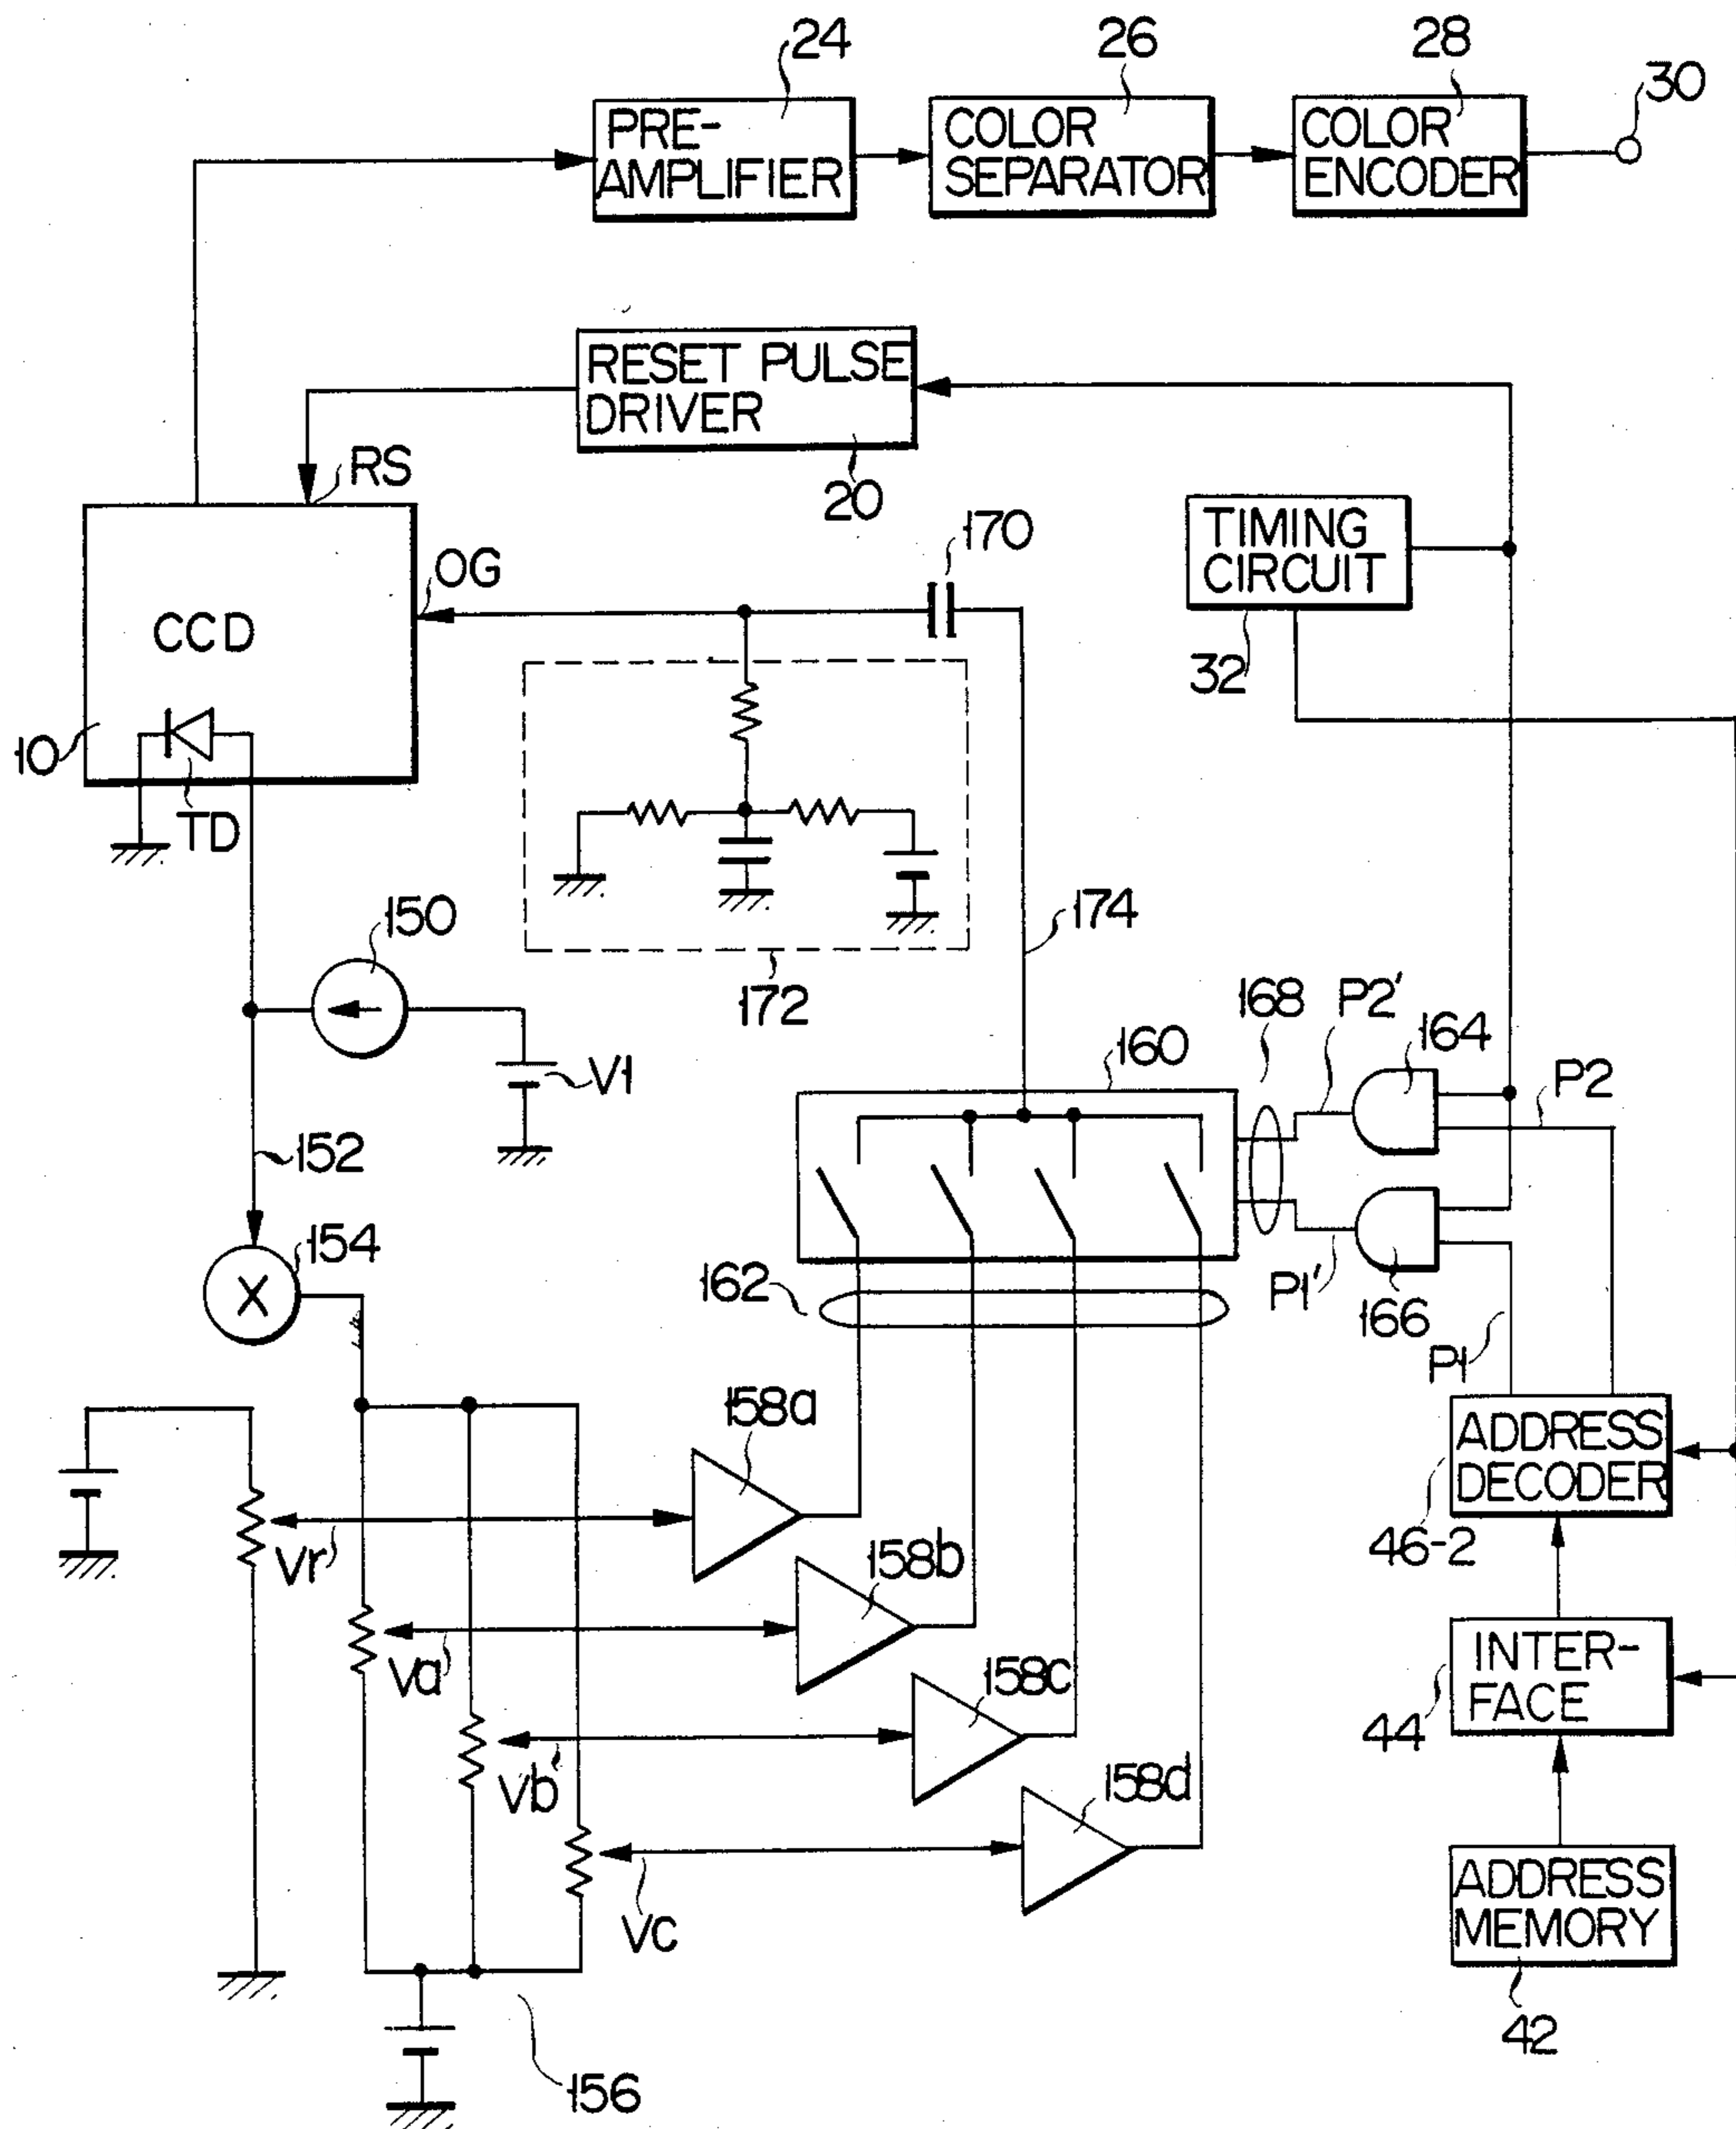 24
26
28
30
PRE-
AMPLIFIER
COLOR
SEPARATOR
COLOR
ENCODER
RESET PULSE
DRIVER
20
RS
OG
170
TIMING
CIRCUIT
32
CCD
10
TD
150
172
174
V1
152
154
160
168
P2'
164
P2
162
P1'
166
P1
158a
ADDRESS
DECODER
46-2
Vr
158b
Va
158c
INTER-
FACE
44
Vb
158d
Vc
ADDRESS
MEMORY
42
156
X